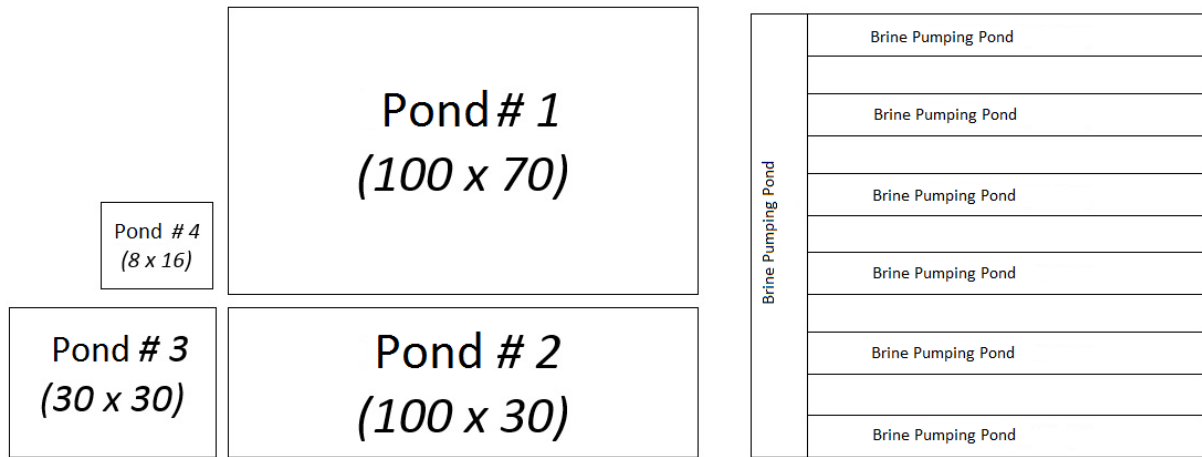 Pond # 1
(100 x 70)
Pond # 4
(8 x 16)
Pond # 3
(30 x 30)
Pond # 2
(100 x 30)
Brine Pumping Pond
Brine Pumping Pond
Brine Pumping Pond
Brine Pumping Pond
Brine Pumping Pond
Brine Pumping Pond
Brine Pumping Pond